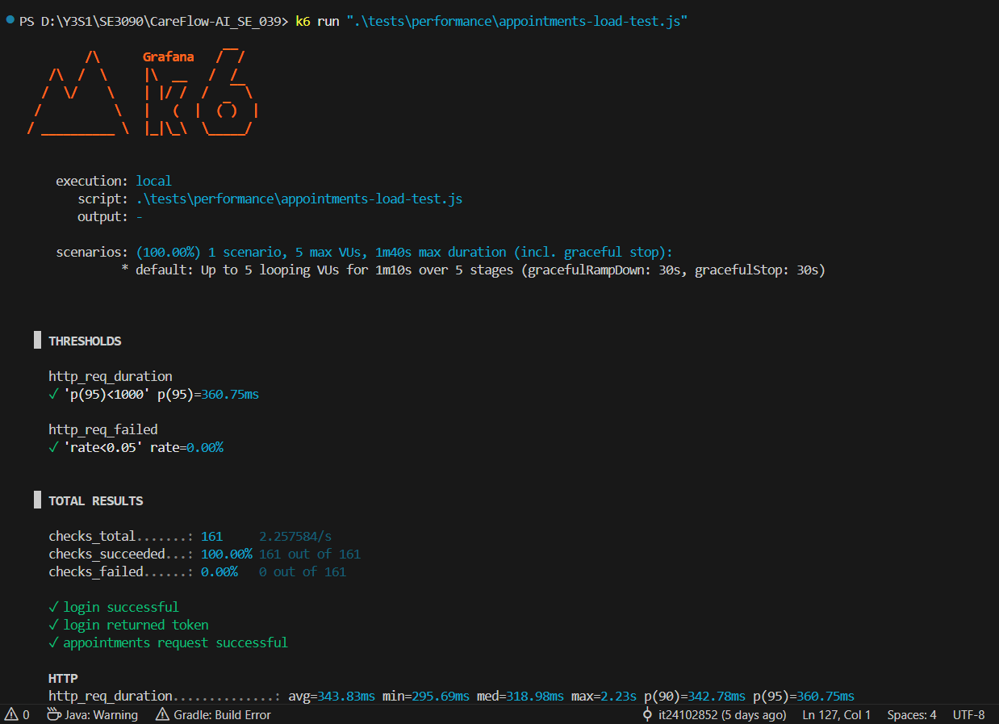 PS D:\Y3S1\SE3090\CareFlow-AI_SE_039> k6 run ".\tests\performance\appointments-load-test.js"
Grafana
execution: local
script: .\tests\performance\appointments-load-test.js
output: -
scenarios: (100.00%) 1 scenario, 5 max VUs, 1m40s max duration (incl. graceful stop):
* default: Up to 5 looping VUs for 1m10s over 5 stages (gracefulRampDown: 30s, gracefulStop: 30s)
THRESHOLDS
http_req_duration
✓ 'p(95)<1000' p(95)=360.75ms
http_req_failed
✓ 'rate<0.05' rate=0.00%
TOTAL RESULTS
checks_total.......: 161 2.257584/s
checks_succeeded...: 100.00% 161 out of 161
checks_failed......: 0.00% 0 out of 161
✓ login successful
✓ login returned token
✓ appointments request successful
HTTP
http_req_duration..............: avg=343.83ms min=295.69ms med=318.98ms max=2.23s p(90)=342.78ms p(95)=360.75ms
0 Java: Warning Gradle: Build Error it24102852 (5 days ago) Ln 127, Col 1 Spaces: 4 UTF-8